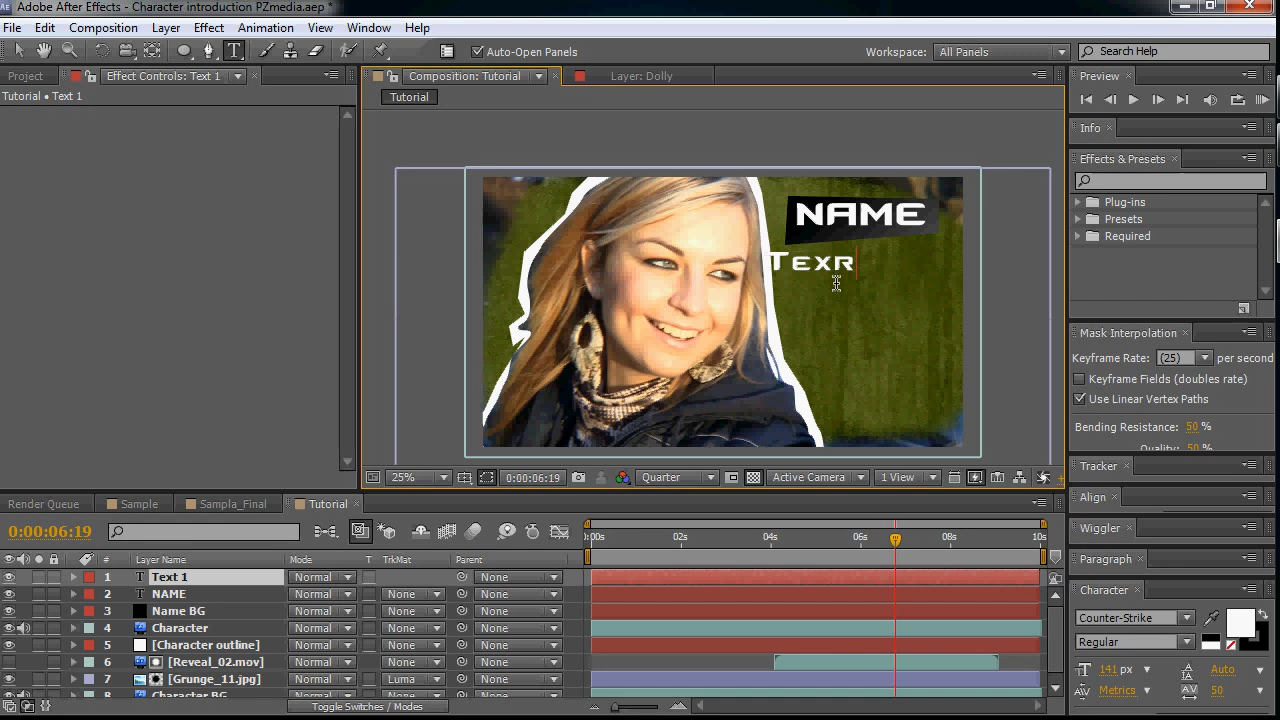 Adobe After Effects - Character introduction PZmedia.aep *
File Edit Composition Layer Effect Animation View Window Help
Auto-Open Panels Workspace: All Panels Search Help
Project Effect Controls: Text 1 Composition: Tutorial Layer: Dolly Preview
Tutorial • Text 1 Tutorial
Info
Effects & Presets
Plug-ins
Presets
Required
NAME
Texr
Mask Interpolation
Keyframe Rate: (25) per second
Keyframe Fields (doubles rate)
Use Linear Vertex Paths
Bending Resistance: 50 %
Quality: 50 %
25% 0:00:06:19 Quarter Active Camera 1 View
Tracker
Align
Wiggler
Paragraph
Character
Counter-Strike
Regular
141 px Auto
Metrics 50
Render Queue Sample Sampla_Final Tutorial
0:00:06:19
:00s 02s 04s 06s 08s 10s
# Layer Name Mode T TrkMat Parent
1 T Text 1 Normal None
2 T NAME Normal None None
3 Name BG Normal None None
4 Character Normal None None
5 [Character outline] Normal None None
6 [Reveal_02.mov] Normal None None
7 [Grunge_11.jpg] Normal Luma None
8 Character BG Normal None None
Toggle Switches / Modes